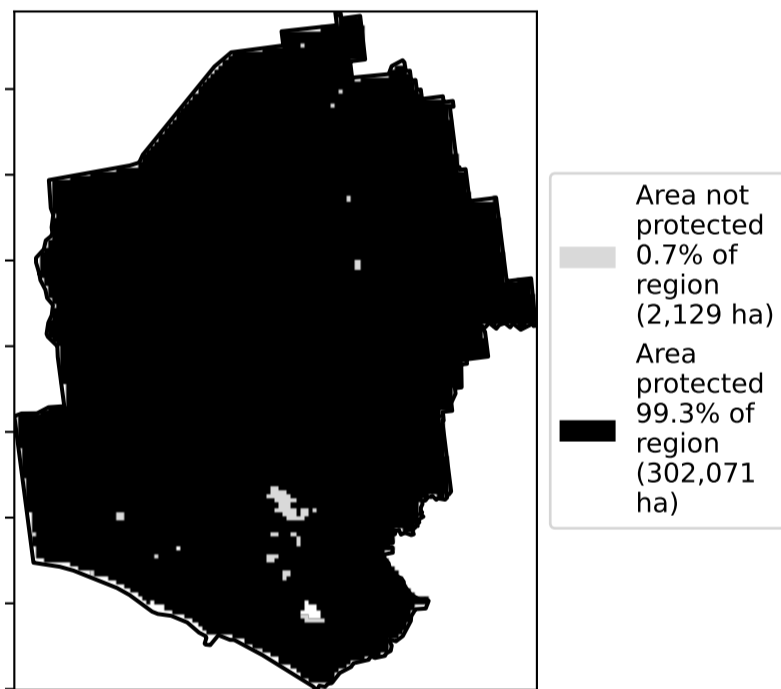 Area not
protected
0.7% of
region
(2,129 ha)
Area
protected
99.3% of
region
(302,071
ha)